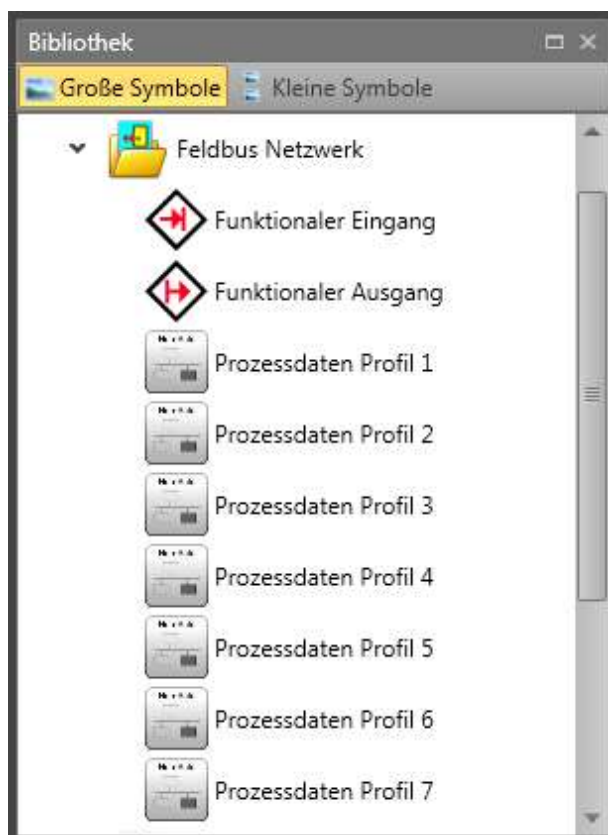 Bibliothek
Große Symbole Kleine Symbole
Feldbus Netzwerk
Funktionaler Eingang
Funktionaler Ausgang
Prozessdaten Profil 1
Prozessdaten Profil 2
Prozessdaten Profil 3
Prozessdaten Profil 4
Prozessdaten Profil 5
Prozessdaten Profil 6
Prozessdaten Profil 7